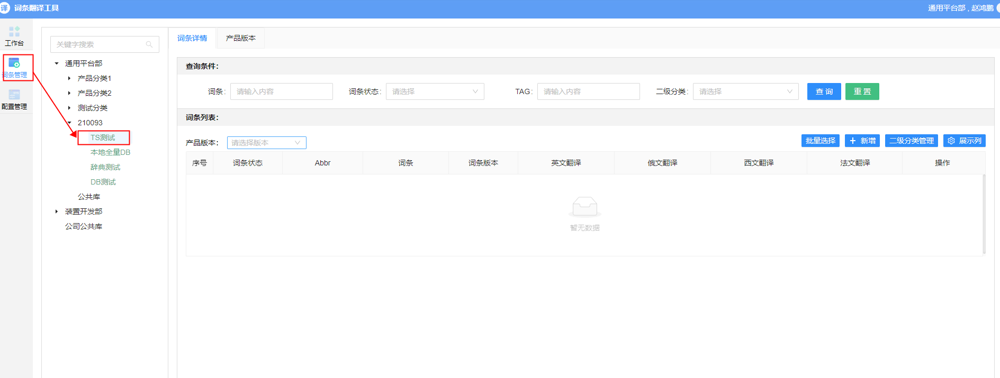 译 词条翻译工具
通用平台部 , 赵鸿鹏
工作台
词条管理
配置管理
关键字搜索
通用平台部
产品分类1
产品分类2
测试分类
210093
TS测试
本地全量DB
辞典测试
DB测试
公共库
装置开发部
公司公共库
词条详情 产品版本
查询条件:
词条: 请输入内容 词条状态: 请选择 TAG: 请输入内容 二级分类: 请选择 查 询 重 置
词条列表:
产品版本: 请选择版本 批量选择 + 新增 二级分类管理 展示列
序号 词条状态 Abbr 词条 词条版本 英文翻译 俄文翻译 西文翻译 法文翻译 操作
暂无数据